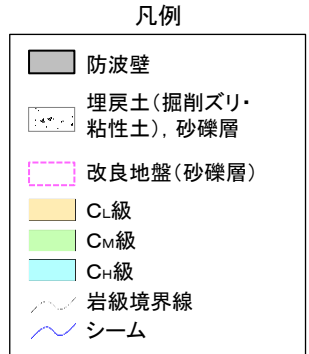 凡例
防波壁
埋戻土(掘削ズリ・
粘性土), 砂礫層
改良地盤(砂礫層)
CL級
CM級
CH級
岩級境界線
シーム